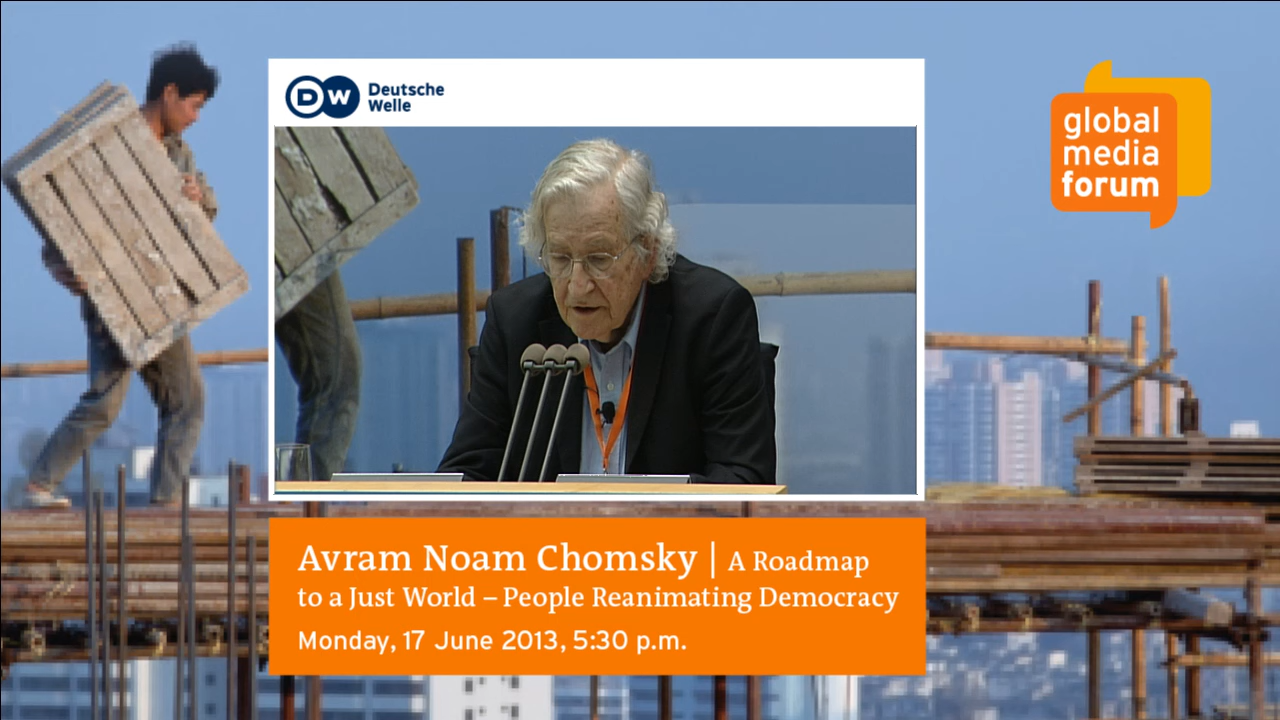 DW Deutsche
Welle
global
media
forum
Avram Noam Chomsky | A Roadmap
to a Just World – People Reanimating Democracy
Monday, 17 June 2013, 5:30 p.m.